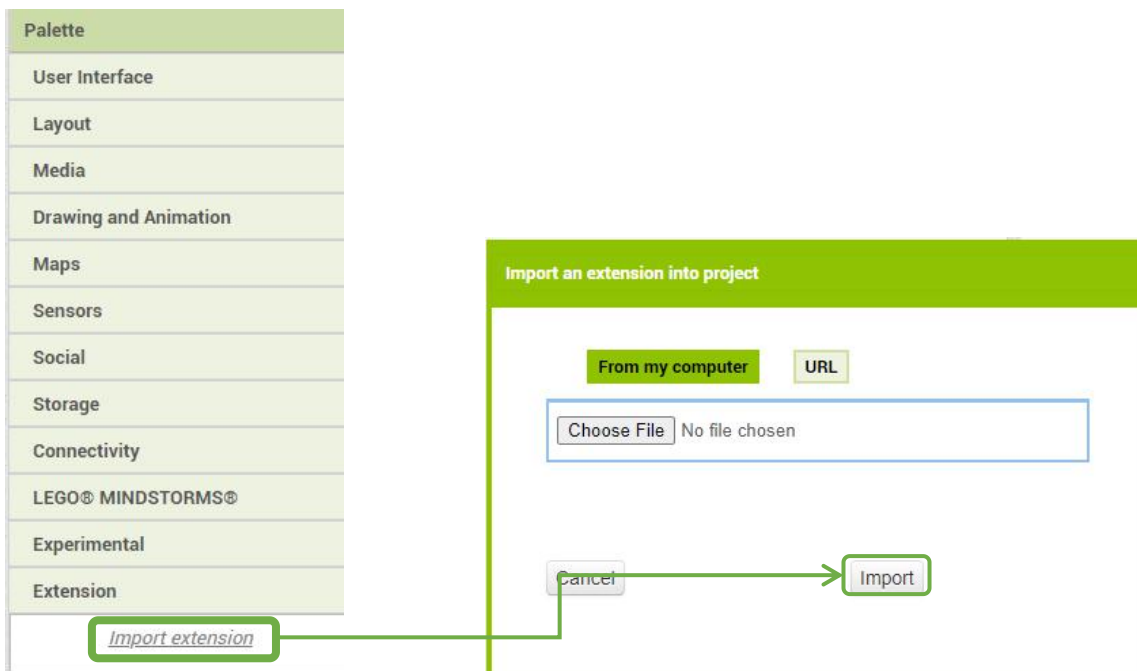 Palette
User Interface
Layout
Media
Drawing and Animation
Maps
Sensors
Social
Storage
Connectivity
LEGO® MINDSTORMS®
Experimental
Extension
Import extension
Import an extension into project
From my computer URL
Choose File No file chosen
Cancel Import